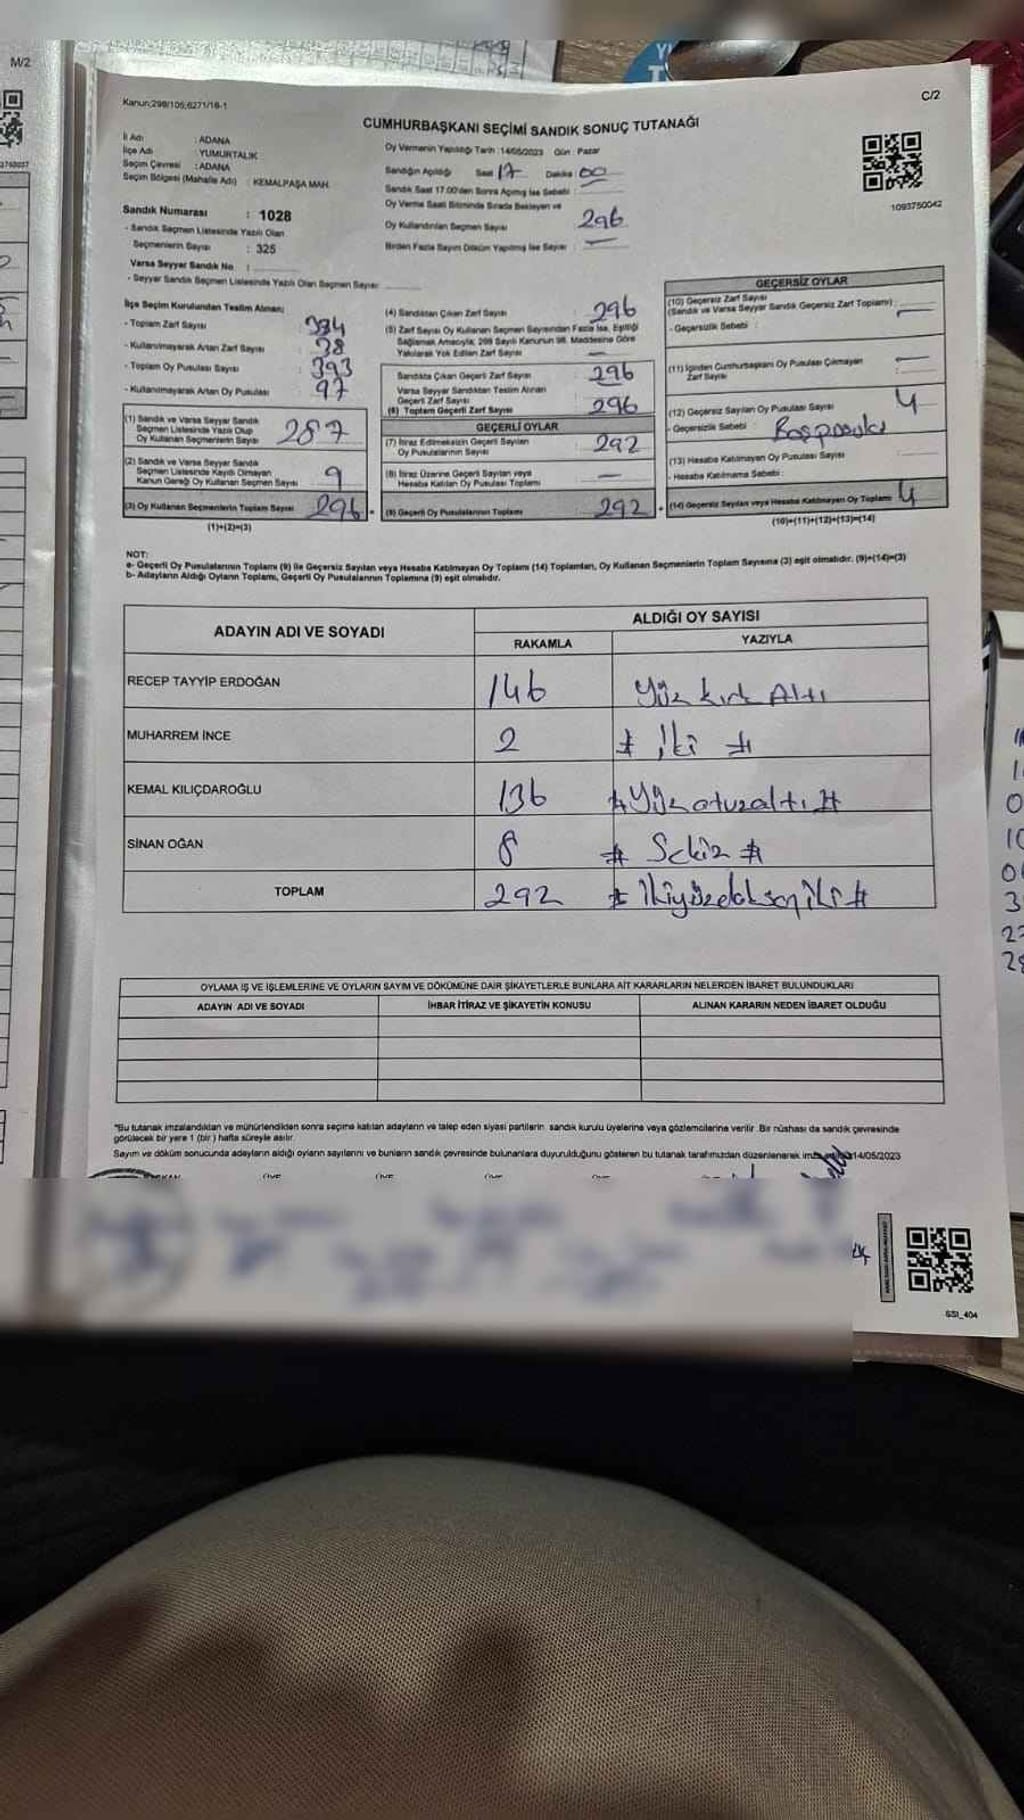 M/2
Kanun;298/105;6271/16-1
C/2
CUMHURBAŞKANI SEÇİMİ SANDIK SONUÇ TUTANAĞI
İl Adı : ADANA
İlçe Adı : YUMURTALIK
Seçim Çevresi : ADANA
Seçim Bölgesi (Mahalle Adı) : KEMALPAŞA MAH.
Sandık Numarası : 1028
- Sandık Seçmen Listesinde Yazılı Olan
Seçmenlerin Sayısı : 325
Varsa Seyyar Sandık No :
- Seyyar Sandık Seçmen Listesinde Yazılı Olan Seçmen Sayısı
Oy Vermenin Yapıldığı Tarih : 14/05/2023 Gün : Pazar
Sandığın Açıldığı Saat 17 Dakika 00
Sandık Saat 17.00'den Sonra Açılmış İse Sebebi :
Oy Verme Saati Bitiminde Sırada Bekleyen ve
Oy Kullandırılan Seçmen Sayısı 296
Birden Fazla Sayım Döküm Yapılmış İse Sayısı : —
1093750042
İlçe Seçim Kurulundan Teslim Alınan;
- Toplam Zarf Sayısı 334
- Kullanılmayarak Artan Zarf Sayısı : 38
- Toplam Oy Pusulası Sayısı : 393
- Kullanılmayarak Artan Oy Pusulası : 97
(1) Sandık ve Varsa Seyyar Sandık
Seçmen Listesinde Yazılı Olup
Oy Kullanan Seçmenlerin Sayısı 287
(2) Sandık ve Varsa Seyyar Sandık
Seçmen Listesinde Kaydı Olmayan
Kanun Gereği Oy Kullanan Seçmen Sayısı 9
(3) Oy Kullanan Seçmenlerin Toplam Sayısı 296
(1)+(2)=(3)
(4) Sandıktan Çıkan Zarf Sayısı : 296
(5) Zarf Sayısı Oy Kullanan Seçmen Sayısından Fazla İse, Eşitliği
Sağlamak Amacıyla; 298 Sayılı Kanunun 98. Maddesine Göre
Yakılarak Yok Edilen Zarf Sayısı —
Sandıkta Çıkan Geçerli Zarf Sayısı : 296
Varsa Seyyar Sandıktan Teslim Alınan
Geçerli Zarf Sayısı
(6) Toplam Geçerli Zarf Sayısı 296
GEÇERLİ OYLAR
(7) İtiraz Edilmeksizin Geçerli Sayılan
Oy Pusulalarının Sayısı 292
(8) İtiraz Üzerine Geçerli Sayılan veya
Hesaba Katılan Oy Pusulası Toplamı —
(9) Geçerli Oy Pusulalarının Toplamı 292
GEÇERSİZ OYLAR
(10) Geçersiz Zarf Sayısı
(Sandık ve Varsa Seyyar Sandık Geçersiz Zarf Toplamı) : —
- Geçersizlik Sebebi :
(11) İçinden Cumhurbaşkanı Oy Pusulası Çıkmayan
Zarf Sayısı —
(12) Geçersiz Sayılan Oy Pusulası Sayısı 4
- Geçersizlik Sebebi :
(13) Hesaba Katılmayan Oy Pusulası Sayısı
- Hesaba Katılmama Sebebi :
(14) Geçersiz Sayılan veya Hesaba Katılmayan Oy Toplamı 4
(10)+(11)+(12)+(13)=(14)
NOT:
a- Geçerli Oy Pusulalarının Toplamı (9) ile Geçersiz Sayılan veya Hesaba Katılmayan Oy Toplamı (14) Toplamları, Oy Kullanan Seçmenlerin Toplam Sayısına (3) eşit olmalıdır. (9)+(14)=(3)
b- Adayların Aldığı Oyların Toplamı, Geçerli Oy Pusulalarının Toplamına (9) eşit olmalıdır.
ADAYIN ADI VE SOYADI
ALDIĞI OY SAYISI
RAKAMLA YAZIYLA
RECEP TAYYİP ERDOĞAN 146 Yüz kırk Altı
MUHARREM İNCE 2 # iki #
KEMAL KILIÇDAROĞLU 136 #Yüzotuzaltı#
SİNAN OĞAN 8 # Sekiz #
TOPLAM 292 # ikiyüzdoksaniki #
OYLAMA İŞ VE İŞLEMLERİNE VE OYLARIN SAYIM VE DÖKÜMÜNE DAİR ŞİKAYETLERLE BUNLARA AİT KARARLARIN NELERDEN İBARET BULUNDUKLARI
ADAYIN ADI VE SOYADI
İHBAR İTİRAZ VE ŞİKAYETİN KONUSU
ALINAN KARARIN NEDEN İBARET OLDUĞU
"Bu tutanak imzalandıktan ve mühürlendikten sonra seçime katılan adayların ve talep eden siyasi partilerin, sandık kurulu üyelerine veya gözlemcilerine verilir. Bir nüshası da sandık çevresinde
görülecek bir yere 1 (bir) hafta süreyle asılır.
Sayım ve döküm sonucunda adayların aldığı oyların sayılarını ve bunların sandık çevresinde bulunanlara duyurulduğunu gösteren bu tutanak tarafımızdan düzenlenerek 14/05/2023
GSI_404